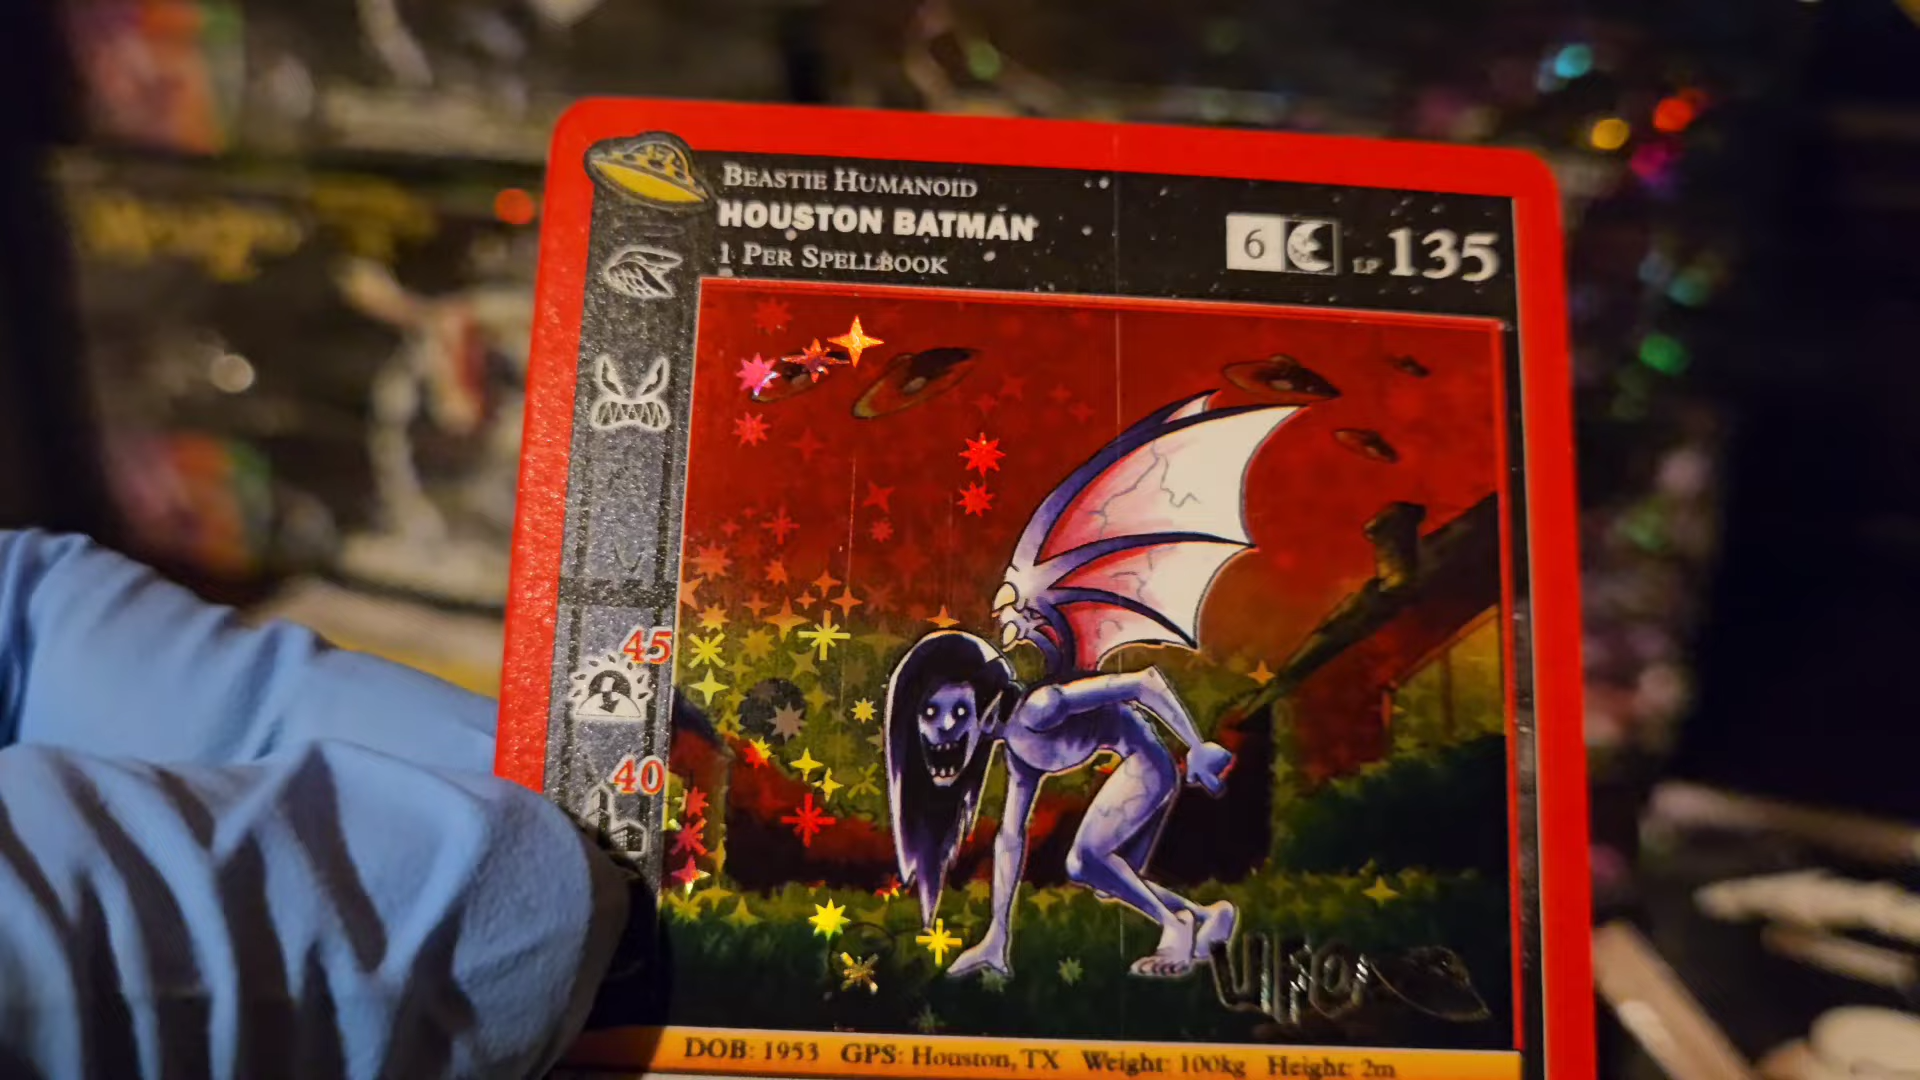 BEASTIE HUMANOID
HOUSTON BATMAN
1 PER SPELLBOOK
6 LP 135
45
40
UFO
DOB: 1953 GPS: Houston, TX Weight: 100kg Height: 2m